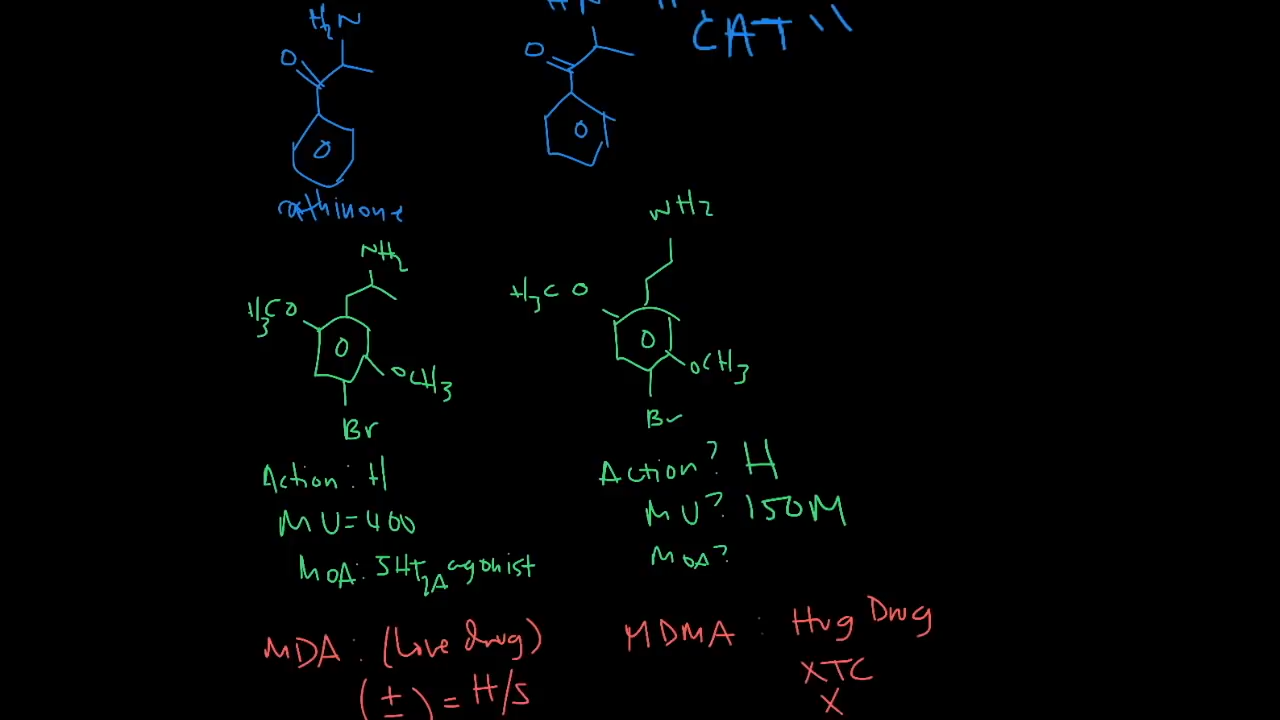 H₂N
HN
"CAT"
O
O
O
O
cathinone
NH₂
NH₂
H₃CO
H₃CO
O
O
OCH₃
OCH₃
Br
Br
Action: H
Action? H
MU=400
MU? 150M
MOA: 5Ht₂A agonist
MOA?
MDA: (Love drug)
MDMA: Hug Drug
XTC
(±) = H/S
X